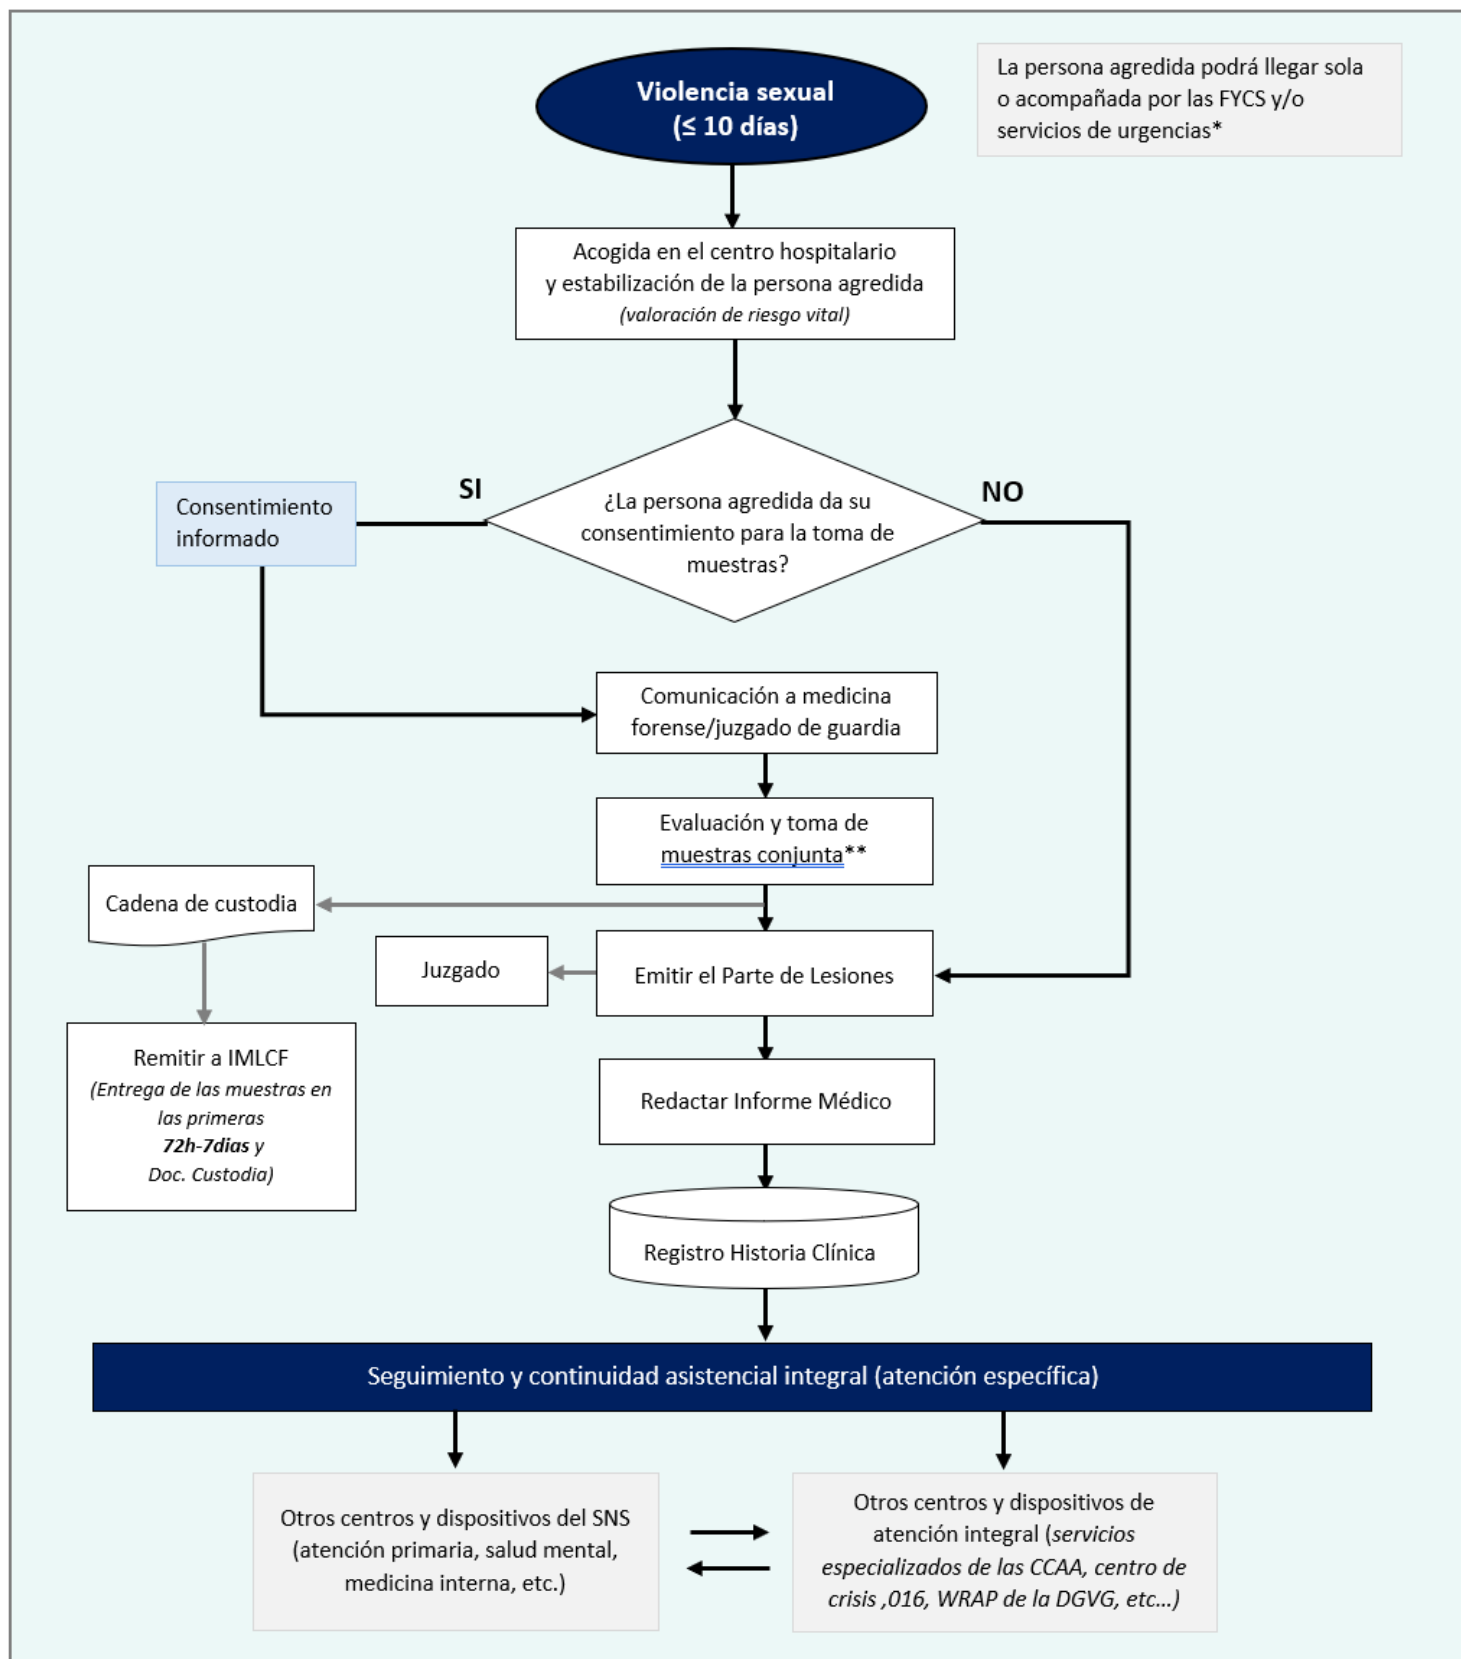 Violencia sexual
(≤ 10 días)
La persona agredida podrá llegar sola
o acompañada por las FYCS y/o
servicios de urgencias*
Acogida en el centro hospitalario
y estabilización de la persona agredida
(valoración de riesgo vital)
SI
NO
¿La persona agredida da su
consentimiento para la toma de
muestras?
Consentimiento
informado
Comunicación a medicina
forense/juzgado de guardia
Evaluación y toma de
muestras conjunta**
Cadena de custodia
Juzgado
Emitir el Parte de Lesiones
Remitir a IMLCF
(Entrega de las muestras en
las primeras
72h-7dias y
Doc. Custodia)
Redactar Informe Médico
Registro Historia Clínica
Seguimiento y continuidad asistencial integral (atención específica)
Otros centros y dispositivos del SNS
(atención primaria, salud mental,
medicina interna, etc.)
Otros centros y dispositivos de
atención integral (servicios
especializados de las CCAA, centro de
crisis ,016, WRAP de la DGVG, etc...)